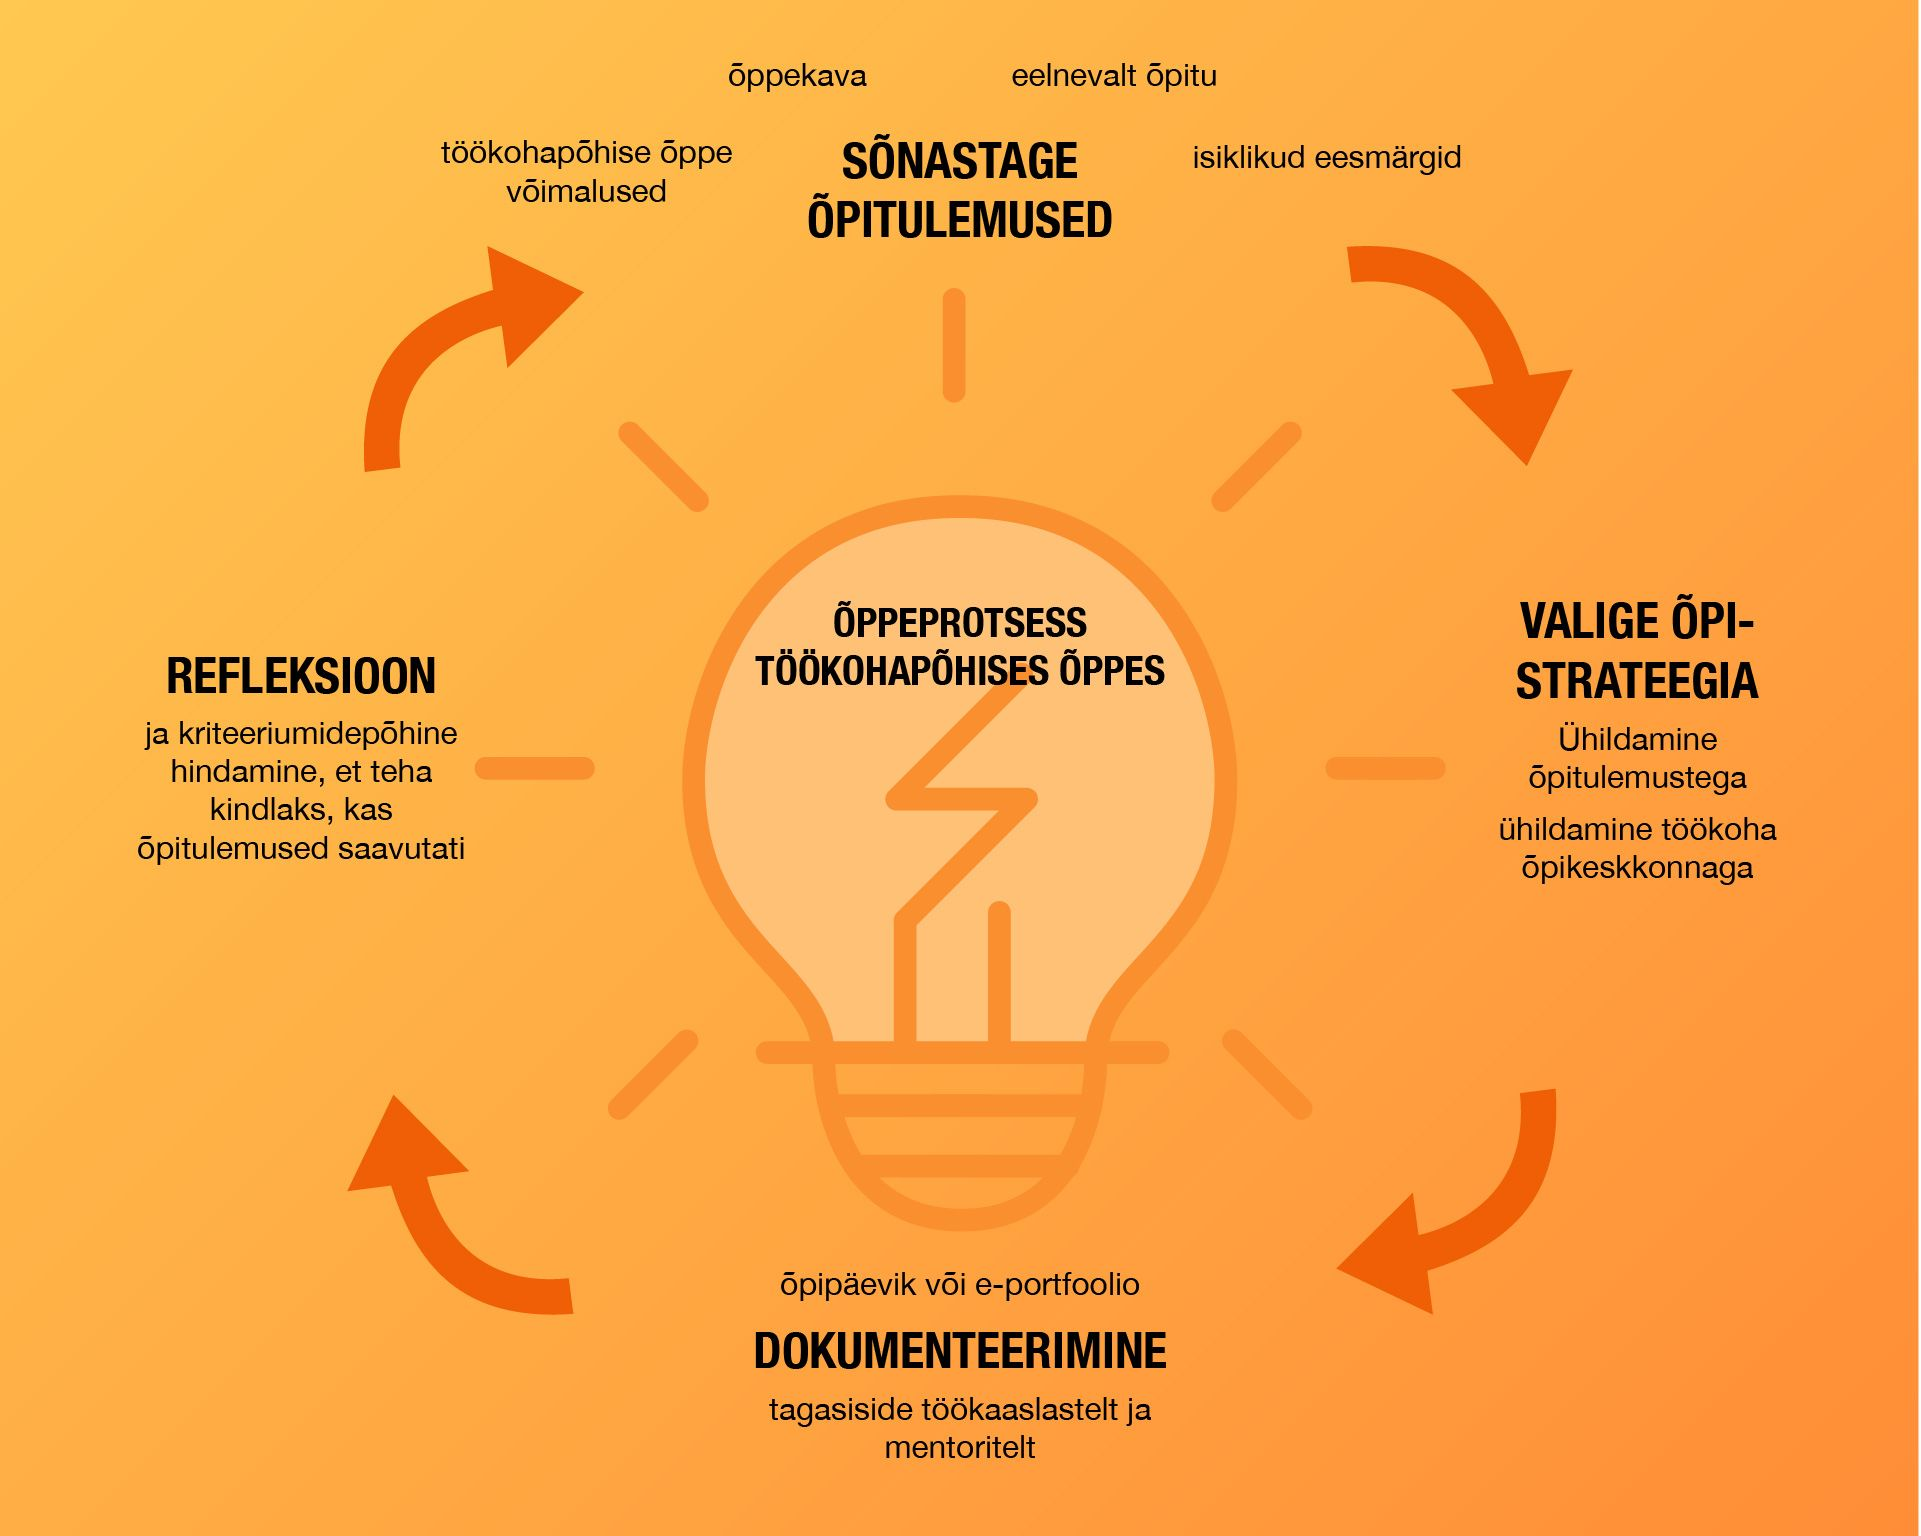 õppekava
eelnevalt õpitu
töökohapõhise õppe
võimalused
SÕNASTAGE
ÕPITULEMUSED
isiklikud eesmärgid
ÕPPEPROTSESS
TÖÖKOHAPÕHISES ÕPPES
VALIGE ÕPI-
STRATEEGIA
Ühildamine
õpitulemustega
ühildamine töökoha
õpikeskkonnaga
REFLEKSIOON
ja kriteeriumidepõhine
hindamine, et teha
kindlaks, kas
õpitulemused saavutati
õpipäevik või e-portfoolio
DOKUMENTEERIMINE
tagasiside töökaaslastelt ja
mentoritelt